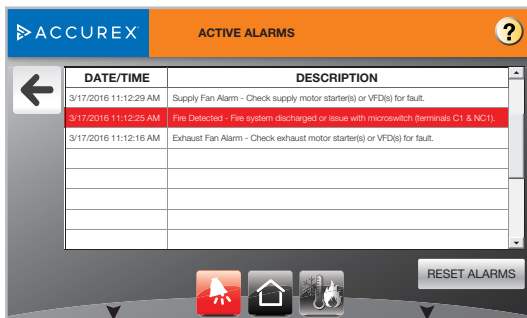 ACCUREX
ACTIVE ALARMS
?
DATE/TIME DESCRIPTION
3/17/2016 11:12:29 AM Supply Fan Alarm - Check supply motor starter(s) or VFD(s) for fault.
3/17/2016 11:12:25 AM Fire Detected - Fire system discharged or issue with microswitch (terminals C1 & NC1).
3/17/2016 11:12:16 AM Exhaust Fan Alarm - Check exhaust motor starter(s) or VFD(s) for fault.
RESET ALARMS